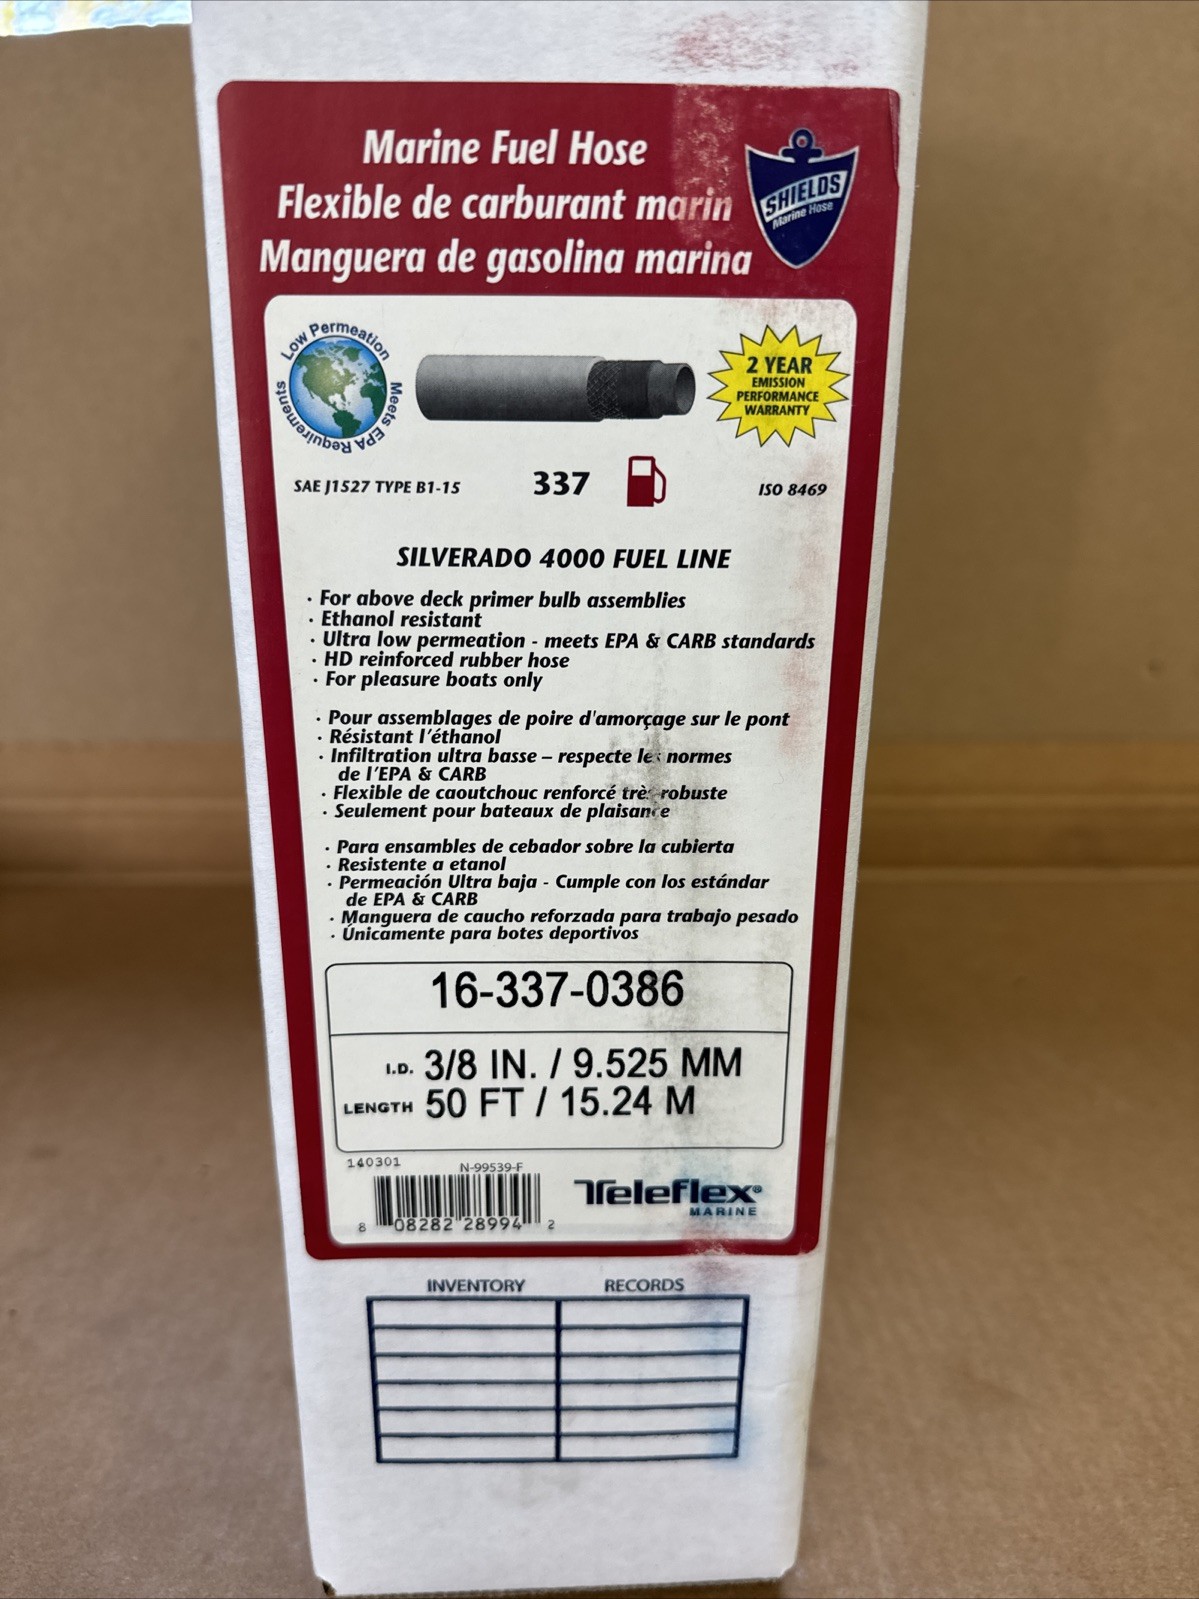 Marine Fuel Hose
Flexible de carburant marin
Manguera de gasolina marina
SHIELDS
Marine Hose
Low Permeation
Meets EPA Requirements
2 YEAR
EMISSION
PERFORMANCE
WARRANTY
SAE J1527 TYPE B1-15 337 ISO 8469
SILVERADO 4000 FUEL LINE
· For above deck primer bulb assemblies
· Ethanol resistant
· Ultra low permeation - meets EPA & CARB standards
· HD reinforced rubber hose
· For pleasure boats only
· Pour assemblages de poire d'amorçage sur le pont
· Résistant l'éthanol
· Infiltration ultra basse – respecte les normes
de l'EPA & CARB
· Flexible de caoutchouc renforcé très robuste
· Seulement pour bateaux de plaisance
· Para ensambles de cebador sobre la cubierta
· Resistente a etanol
· Permeación Ultra baja - Cumple con los estándar
de EPA & CARB
· Manguera de caucho reforzada para trabajo pesado
· Únicamente para botes deportivos
16-337-0386
I.D. 3/8 IN. / 9.525 MM
LENGTH 50 FT / 15.24 M
140301
N-99539-F
8 08282 28994 2
Teleflex®
MARINE
INVENTORY RECORDS